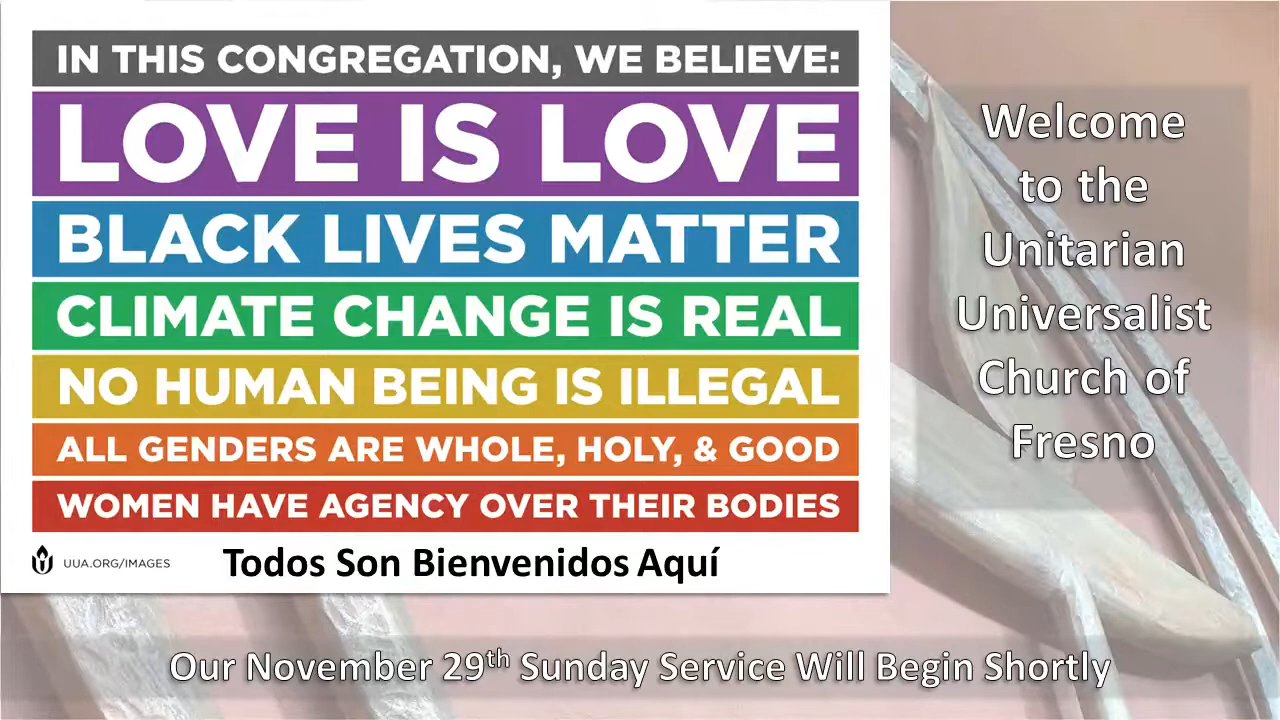 IN THIS CONGREGATION, WE BELIEVE:
LOVE IS LOVE
BLACK LIVES MATTER
CLIMATE CHANGE IS REAL
NO HUMAN BEING IS ILLEGAL
ALL GENDERS ARE WHOLE, HOLY, & GOOD
WOMEN HAVE AGENCY OVER THEIR BODIES
UUA.ORG/IMAGES
Todos Son Bienvenidos Aquí
Welcome
to the
Unitarian
Universalist
Church of
Fresno
Our November 29th Sunday Service Will Begin Shortly